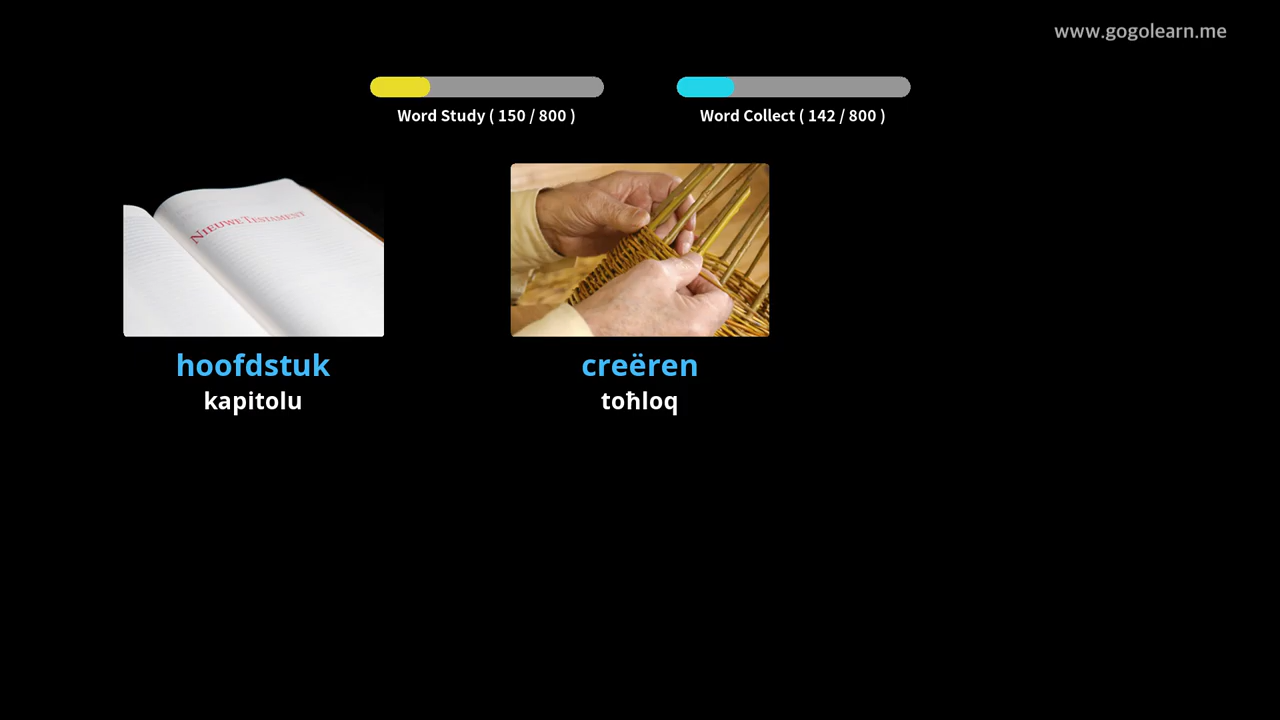 www.gogolearn.me
Word Study ( 150 / 800 )
Word Collect ( 142 / 800 )
NIEUWE TESTAMENT
hoofdstuk
creëren
kapitolu
toħloq